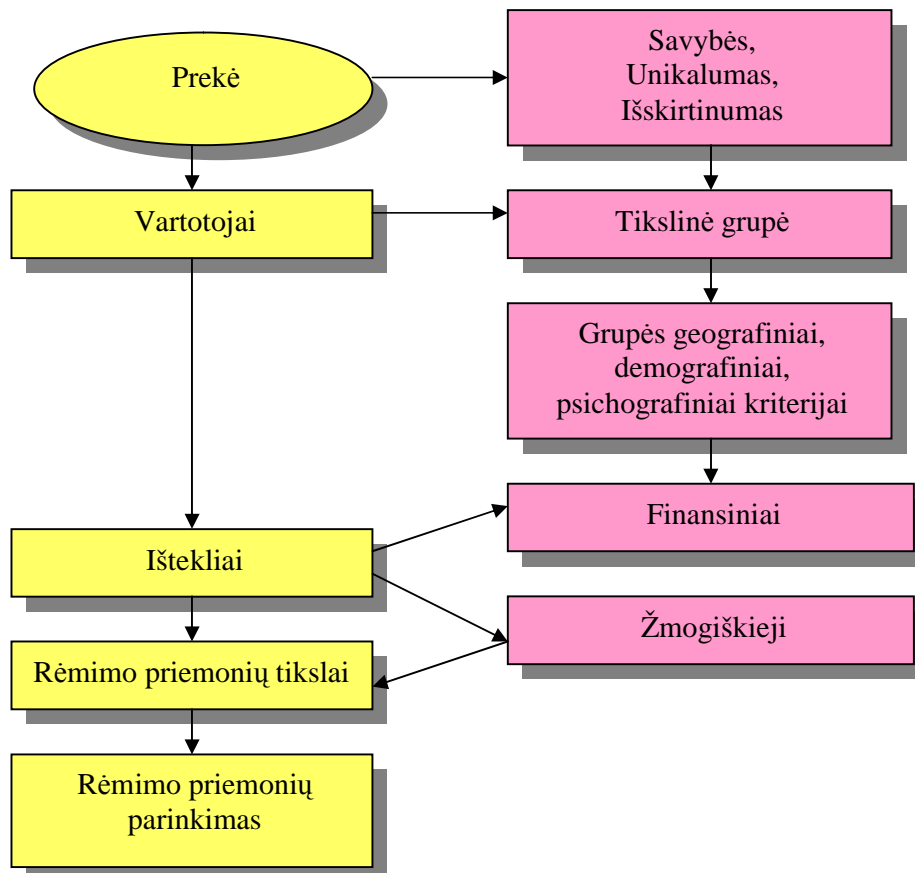 Prekė
Savybės,
Unikalumas,
Išskirtinumas
Vartotojai
Tikslinė grupė
Grupės geografiniai,
demografiniai,
psichografiniai kriterijai
Finansiniai
Ištekliai
Žmogiškieji
Rėmimo priemonių tikslai
Rėmimo priemonių
parinkimas